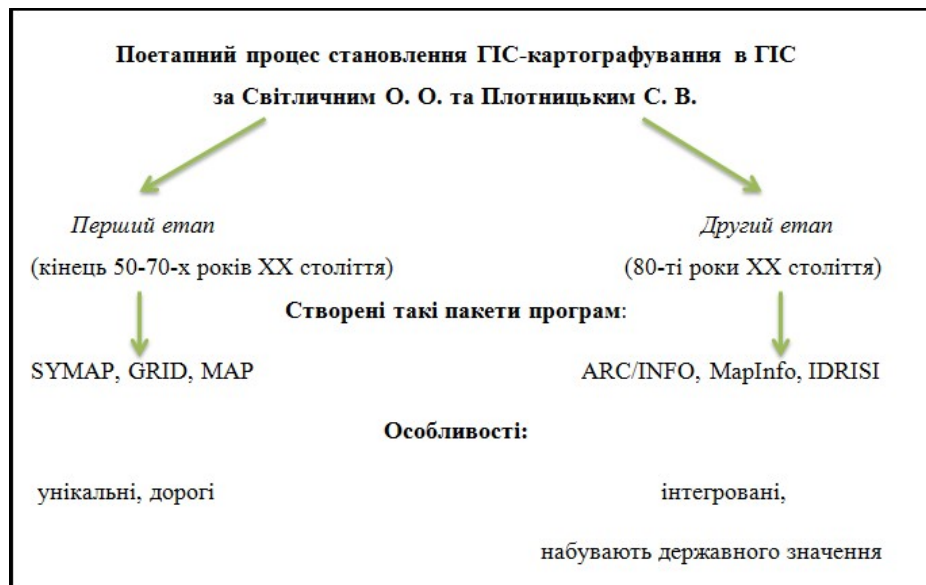 Поетапний процес становлення ГІС-картографування в ГІС
за Світличним О. О. та Плотницьким С. В.
Перший етап
(кінець 50-70-х років ХХ століття)
Другий етап
(80-ті роки ХХ століття)
Створені такі пакети програм:
SYMAP, GRID, MAP
ARC/INFO, MapInfo, IDRISI
Особливості:
унікальні, дорогі
інтегровані,
набувають державного значення